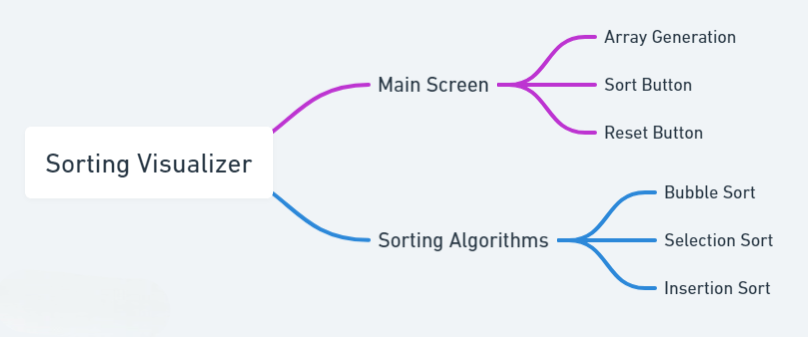 Sorting Visualizer
Main Screen
Array Generation
Sort Button
Reset Button
Sorting Algorithms
Bubble Sort
Selection Sort
Insertion Sort